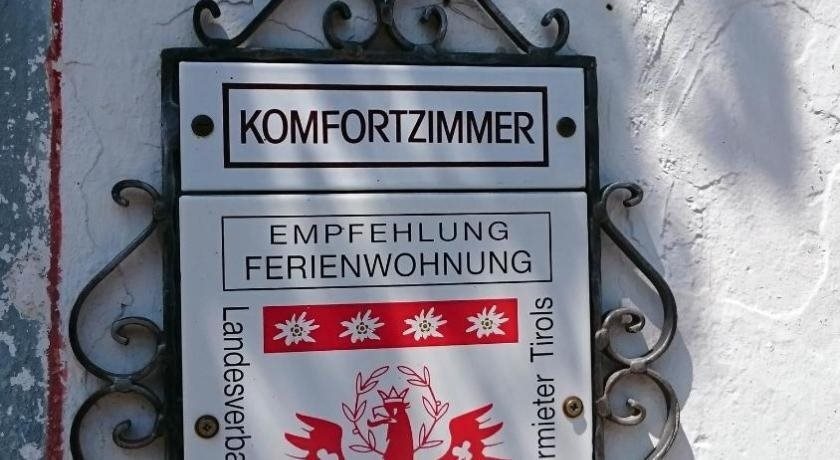 KOMFORTZIMMER
EMPFEHLUNG
FERIENWOHNUNG
Landesverba
rmieter Tirols